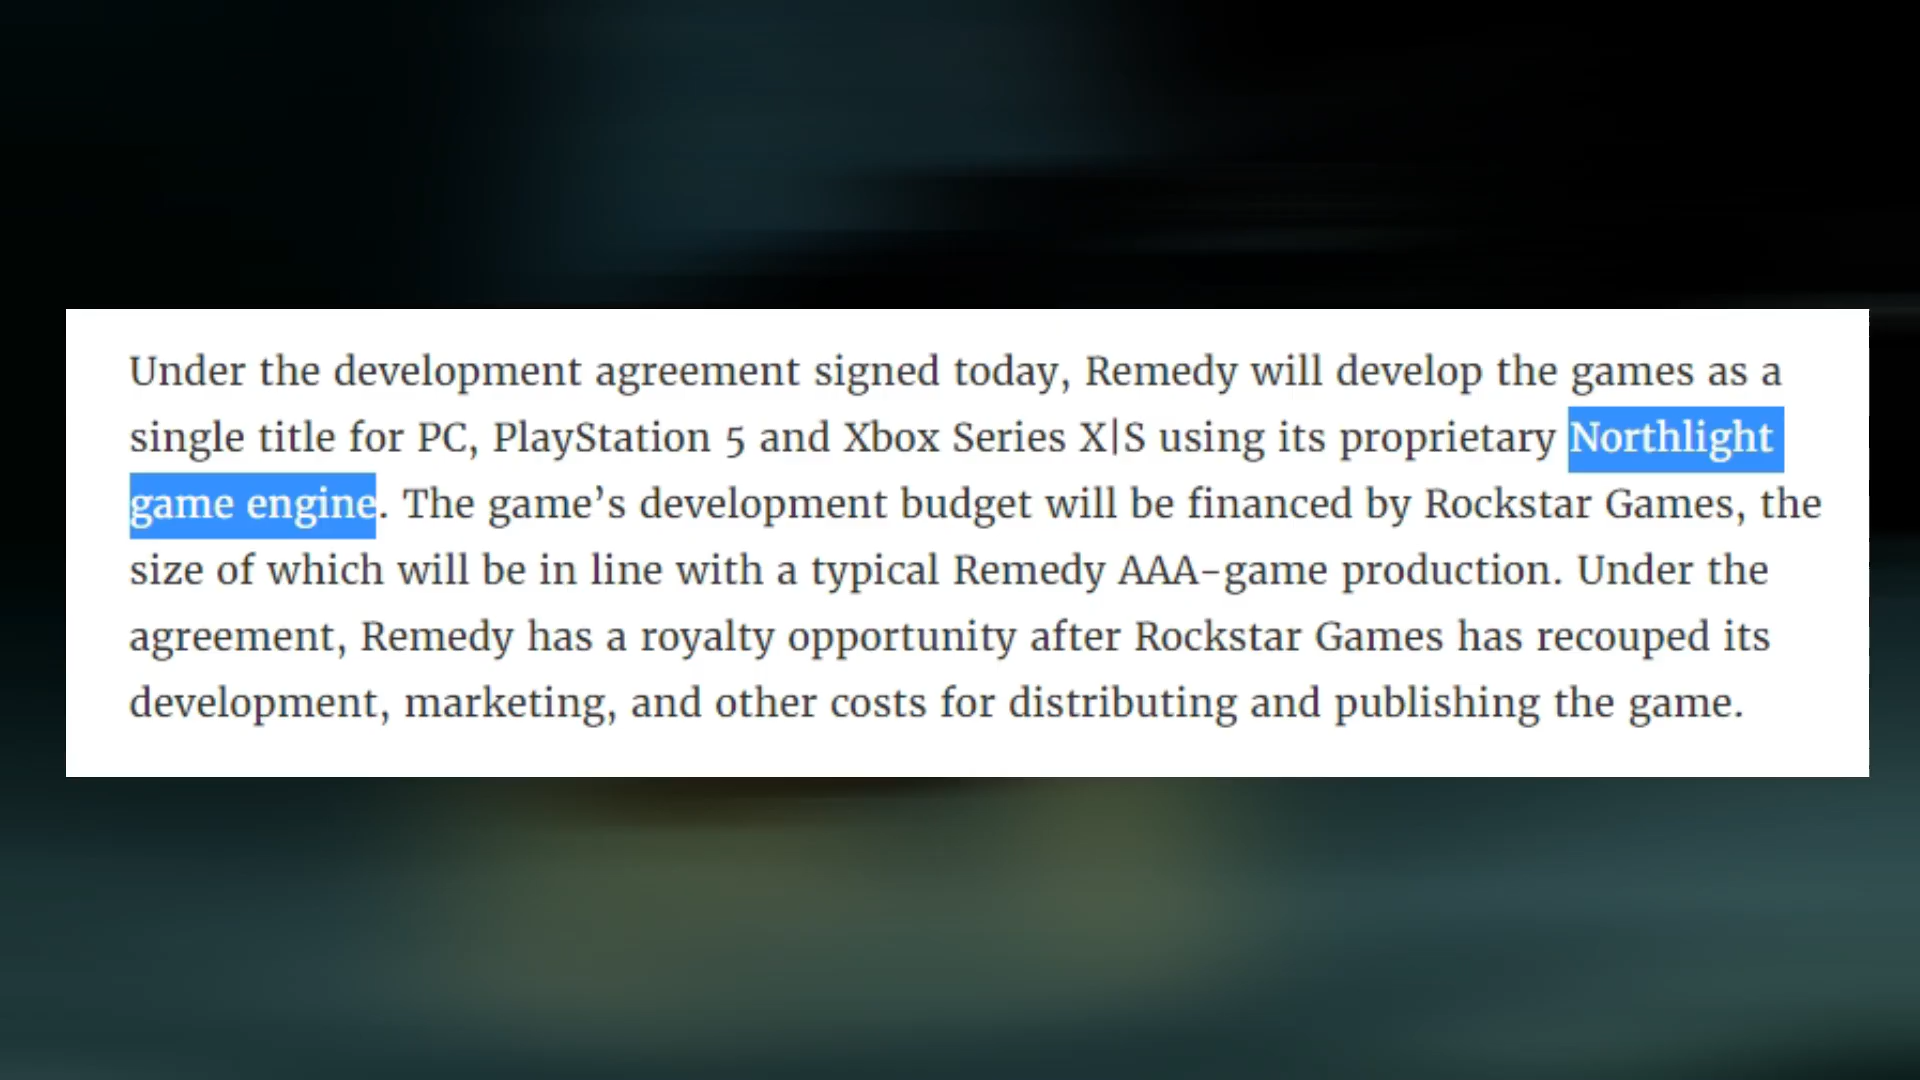 Under the development agreement signed today, Remedy will develop the games as a
single title for PC, PlayStation 5 and Xbox Series X|S using its proprietary Northlight
game engine. The game’s development budget will be financed by Rockstar Games, the
size of which will be in line with a typical Remedy AAA-game production. Under the
agreement, Remedy has a royalty opportunity after Rockstar Games has recouped its
development, marketing, and other costs for distributing and publishing the game.